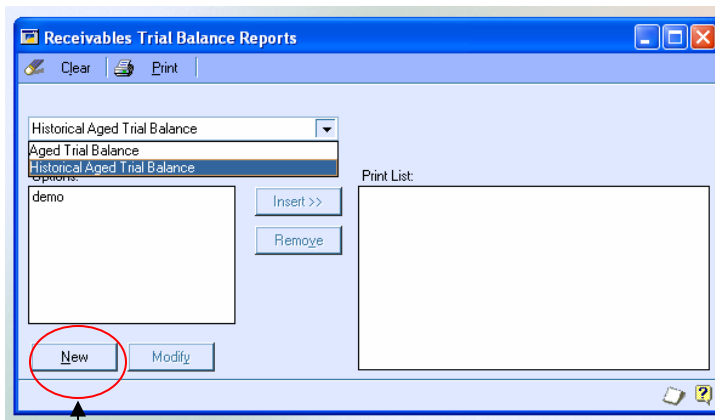 Receivables Trial Balance Reports
Clear Print
Historical Aged Trial Balance
Aged Trial Balance
Historical Aged Trial Balance
Options: Print List:
demo
Insert >>
Remove
New Modify